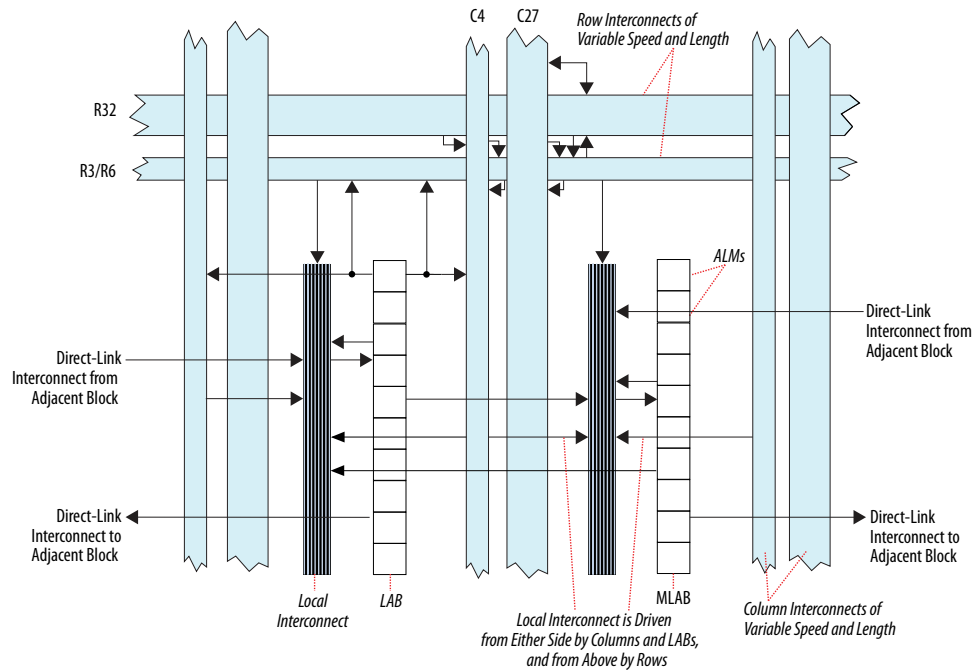 C4
C27
Row Interconnects of
Variable Speed and Length
R32
R3/R6
ALMs
Direct-Link
Interconnect from
Adjacent Block
Direct-Link
Interconnect from
Adjacent Block
Direct-Link
Interconnect to
Adjacent Block
Direct-Link
Interconnect to
Adjacent Block
Local
Interconnect
LAB
MLAB
Local Interconnect is Driven
from Either Side by Columns and LABs,
and from Above by Rows
Column Interconnects of
Variable Speed and Length